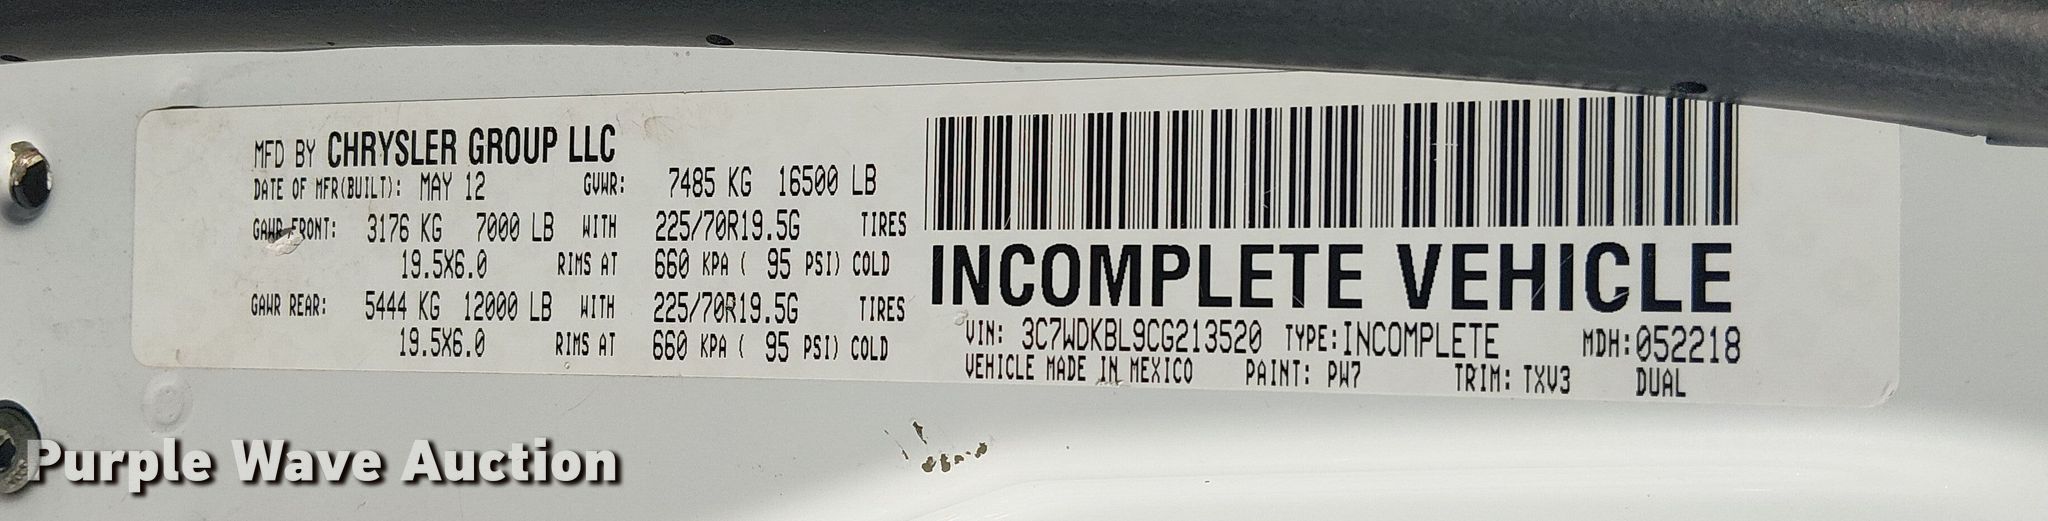 MFD BY CHRYSLER GROUP LLC
DATE OF MFR(BUILT): MAY 12 GVWR: 7485 KG 16500 LB
GAWR FRONT: 3176 KG 7000 LB WITH 225/70R19.5G TIRES
19.5X6.0 RIMS AT 660 KPA ( 95 PSI) COLD
GAWR REAR: 5444 KG 12000 LB WITH 225/70R19.5G TIRES
19.5X6.0 RIMS AT 660 KPA ( 95 PSI) COLD
INCOMPLETE VEHICLE
VIN: 3C7WDKBL9CG213520 TYPE:INCOMPLETE MDH:052218
VEHICLE MADE IN MEXICO PAINT: PW7 TRIM: TXV3 DUAL
Purple Wave Auction